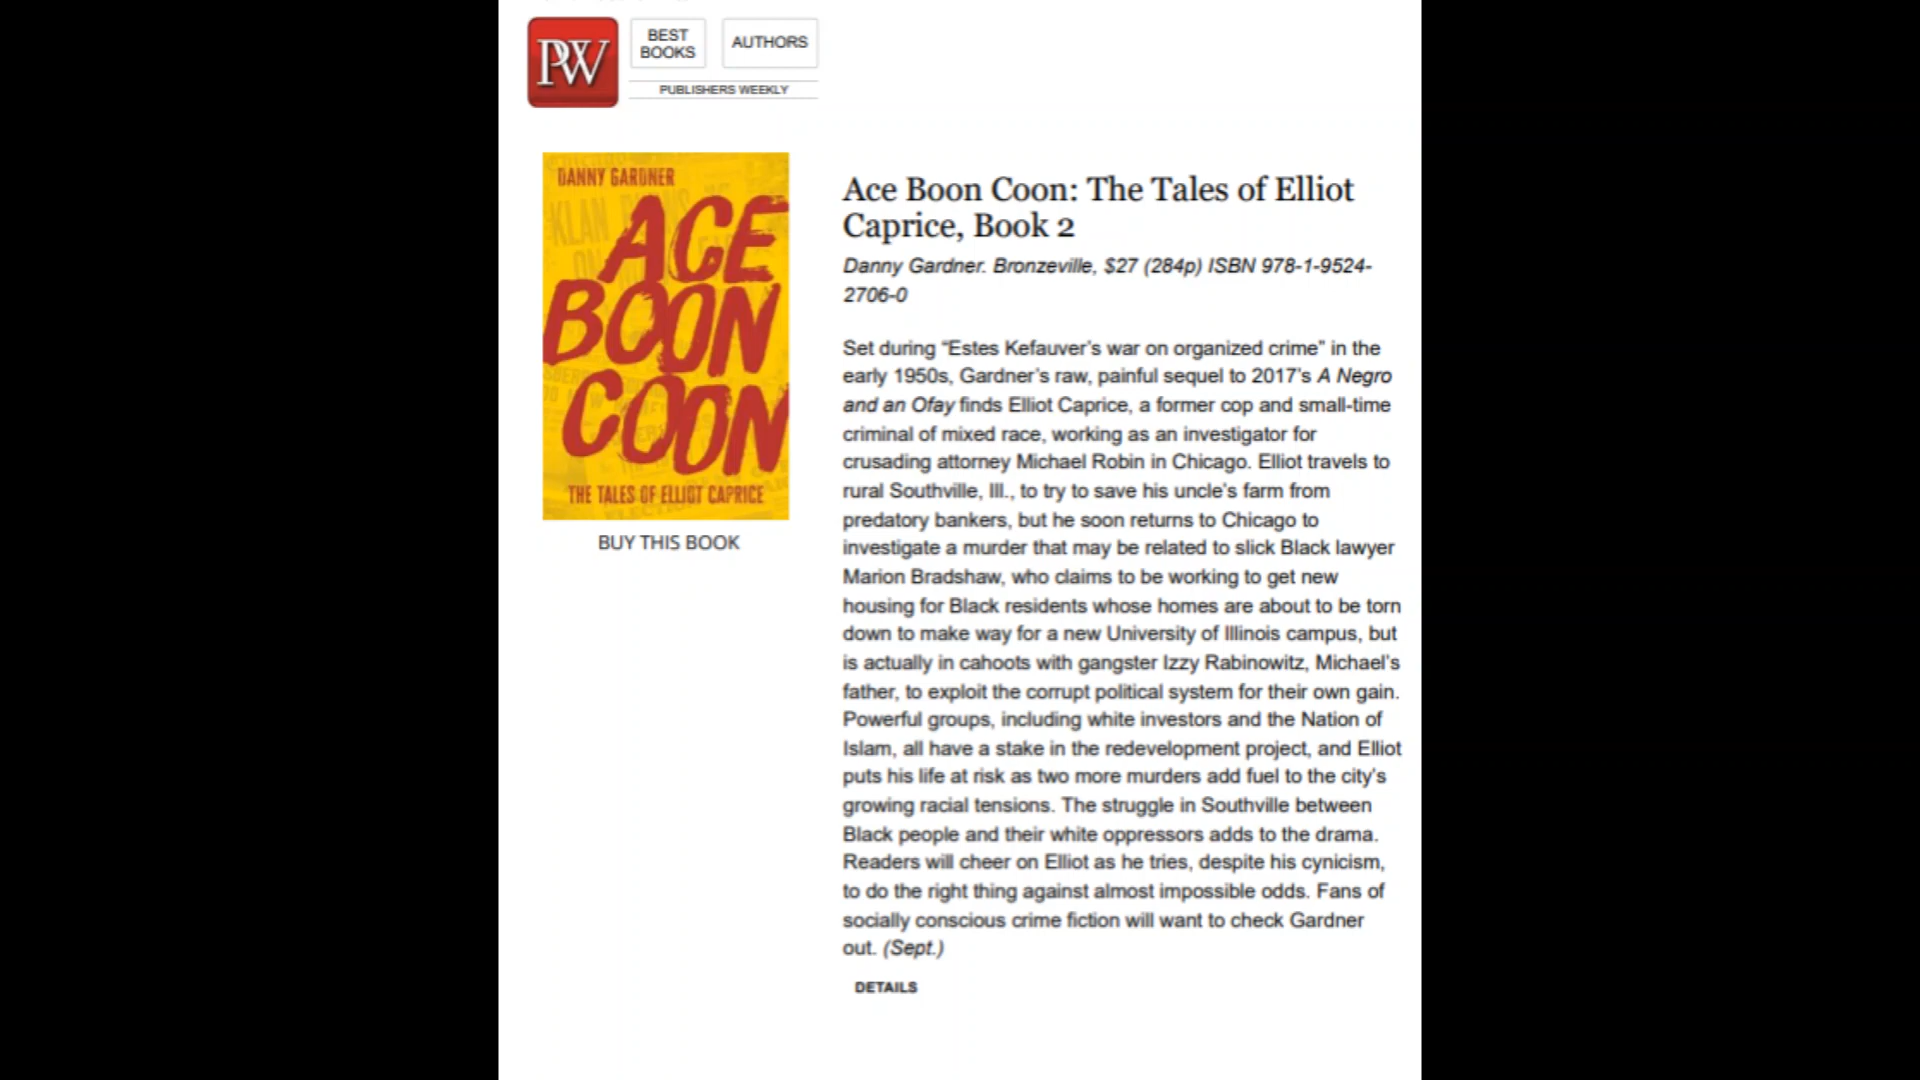 PW
BEST
BOOKS
AUTHORS
PUBLISHERS WEEKLY
DANNY GARDNER
ACE
BOON
COON
THE TALES OF ELLIOT CAPRICE
BUY THIS BOOK
Ace Boon Coon: The Tales of Elliot
Caprice, Book 2
Danny Gardner. Bronzeville, $27 (284p) ISBN 978-1-9524-
2706-0
Set during “Estes Kefauver’s war on organized crime” in the
early 1950s, Gardner’s raw, painful sequel to 2017’s A Negro
and an Ofay finds Elliot Caprice, a former cop and small-time
criminal of mixed race, working as an investigator for
crusading attorney Michael Robin in Chicago. Elliot travels to
rural Southville, Ill., to try to save his uncle’s farm from
predatory bankers, but he soon returns to Chicago to
investigate a murder that may be related to slick Black lawyer
Marion Bradshaw, who claims to be working to get new
housing for Black residents whose homes are about to be torn
down to make way for a new University of Illinois campus, but
is actually in cahoots with gangster Izzy Rabinowitz, Michael’s
father, to exploit the corrupt political system for their own gain.
Powerful groups, including white investors and the Nation of
Islam, all have a stake in the redevelopment project, and Elliot
puts his life at risk as two more murders add fuel to the city’s
growing racial tensions. The struggle in Southville between
Black people and their white oppressors adds to the drama.
Readers will cheer on Elliot as he tries, despite his cynicism,
to do the right thing against almost impossible odds. Fans of
socially conscious crime fiction will want to check Gardner
out. (Sept.)
DETAILS